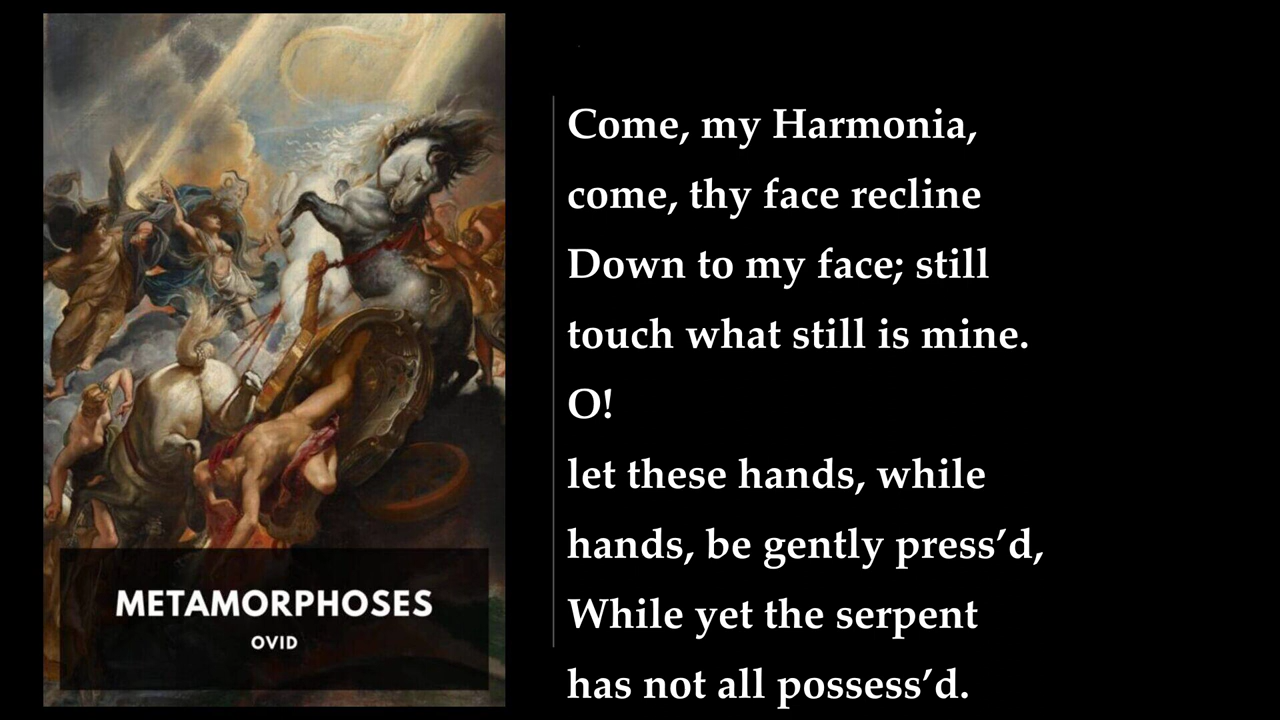 METAMORPHOSES
OVID
Come, my Harmonia,
come, thy face recline
Down to my face; still
touch what still is mine.
O!
let these hands, while
hands, be gently press’d,
While yet the serpent
has not all possess’d.